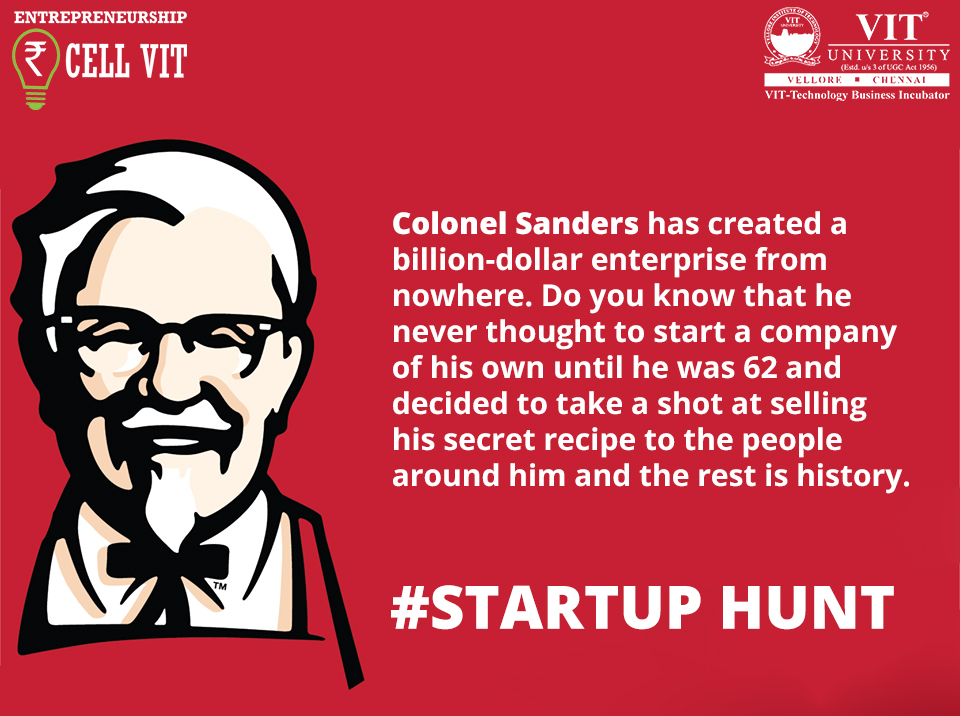 ENTREPRENEURSHIP
₹ CELL VIT
VIT
UNIVERSITY
VIT®
UNIVERSITY
(Estd. u/s 3 of UGC Act 1956)
VELLORE ▪ CHENNAI
VIT-Technology Business Incubator
Colonel Sanders has created a
billion-dollar enterprise from
nowhere. Do you know that he
never thought to start a company
of his own until he was 62 and
decided to take a shot at selling
his secret recipe to the people
around him and the rest is history.
TM
#STARTUP HUNT